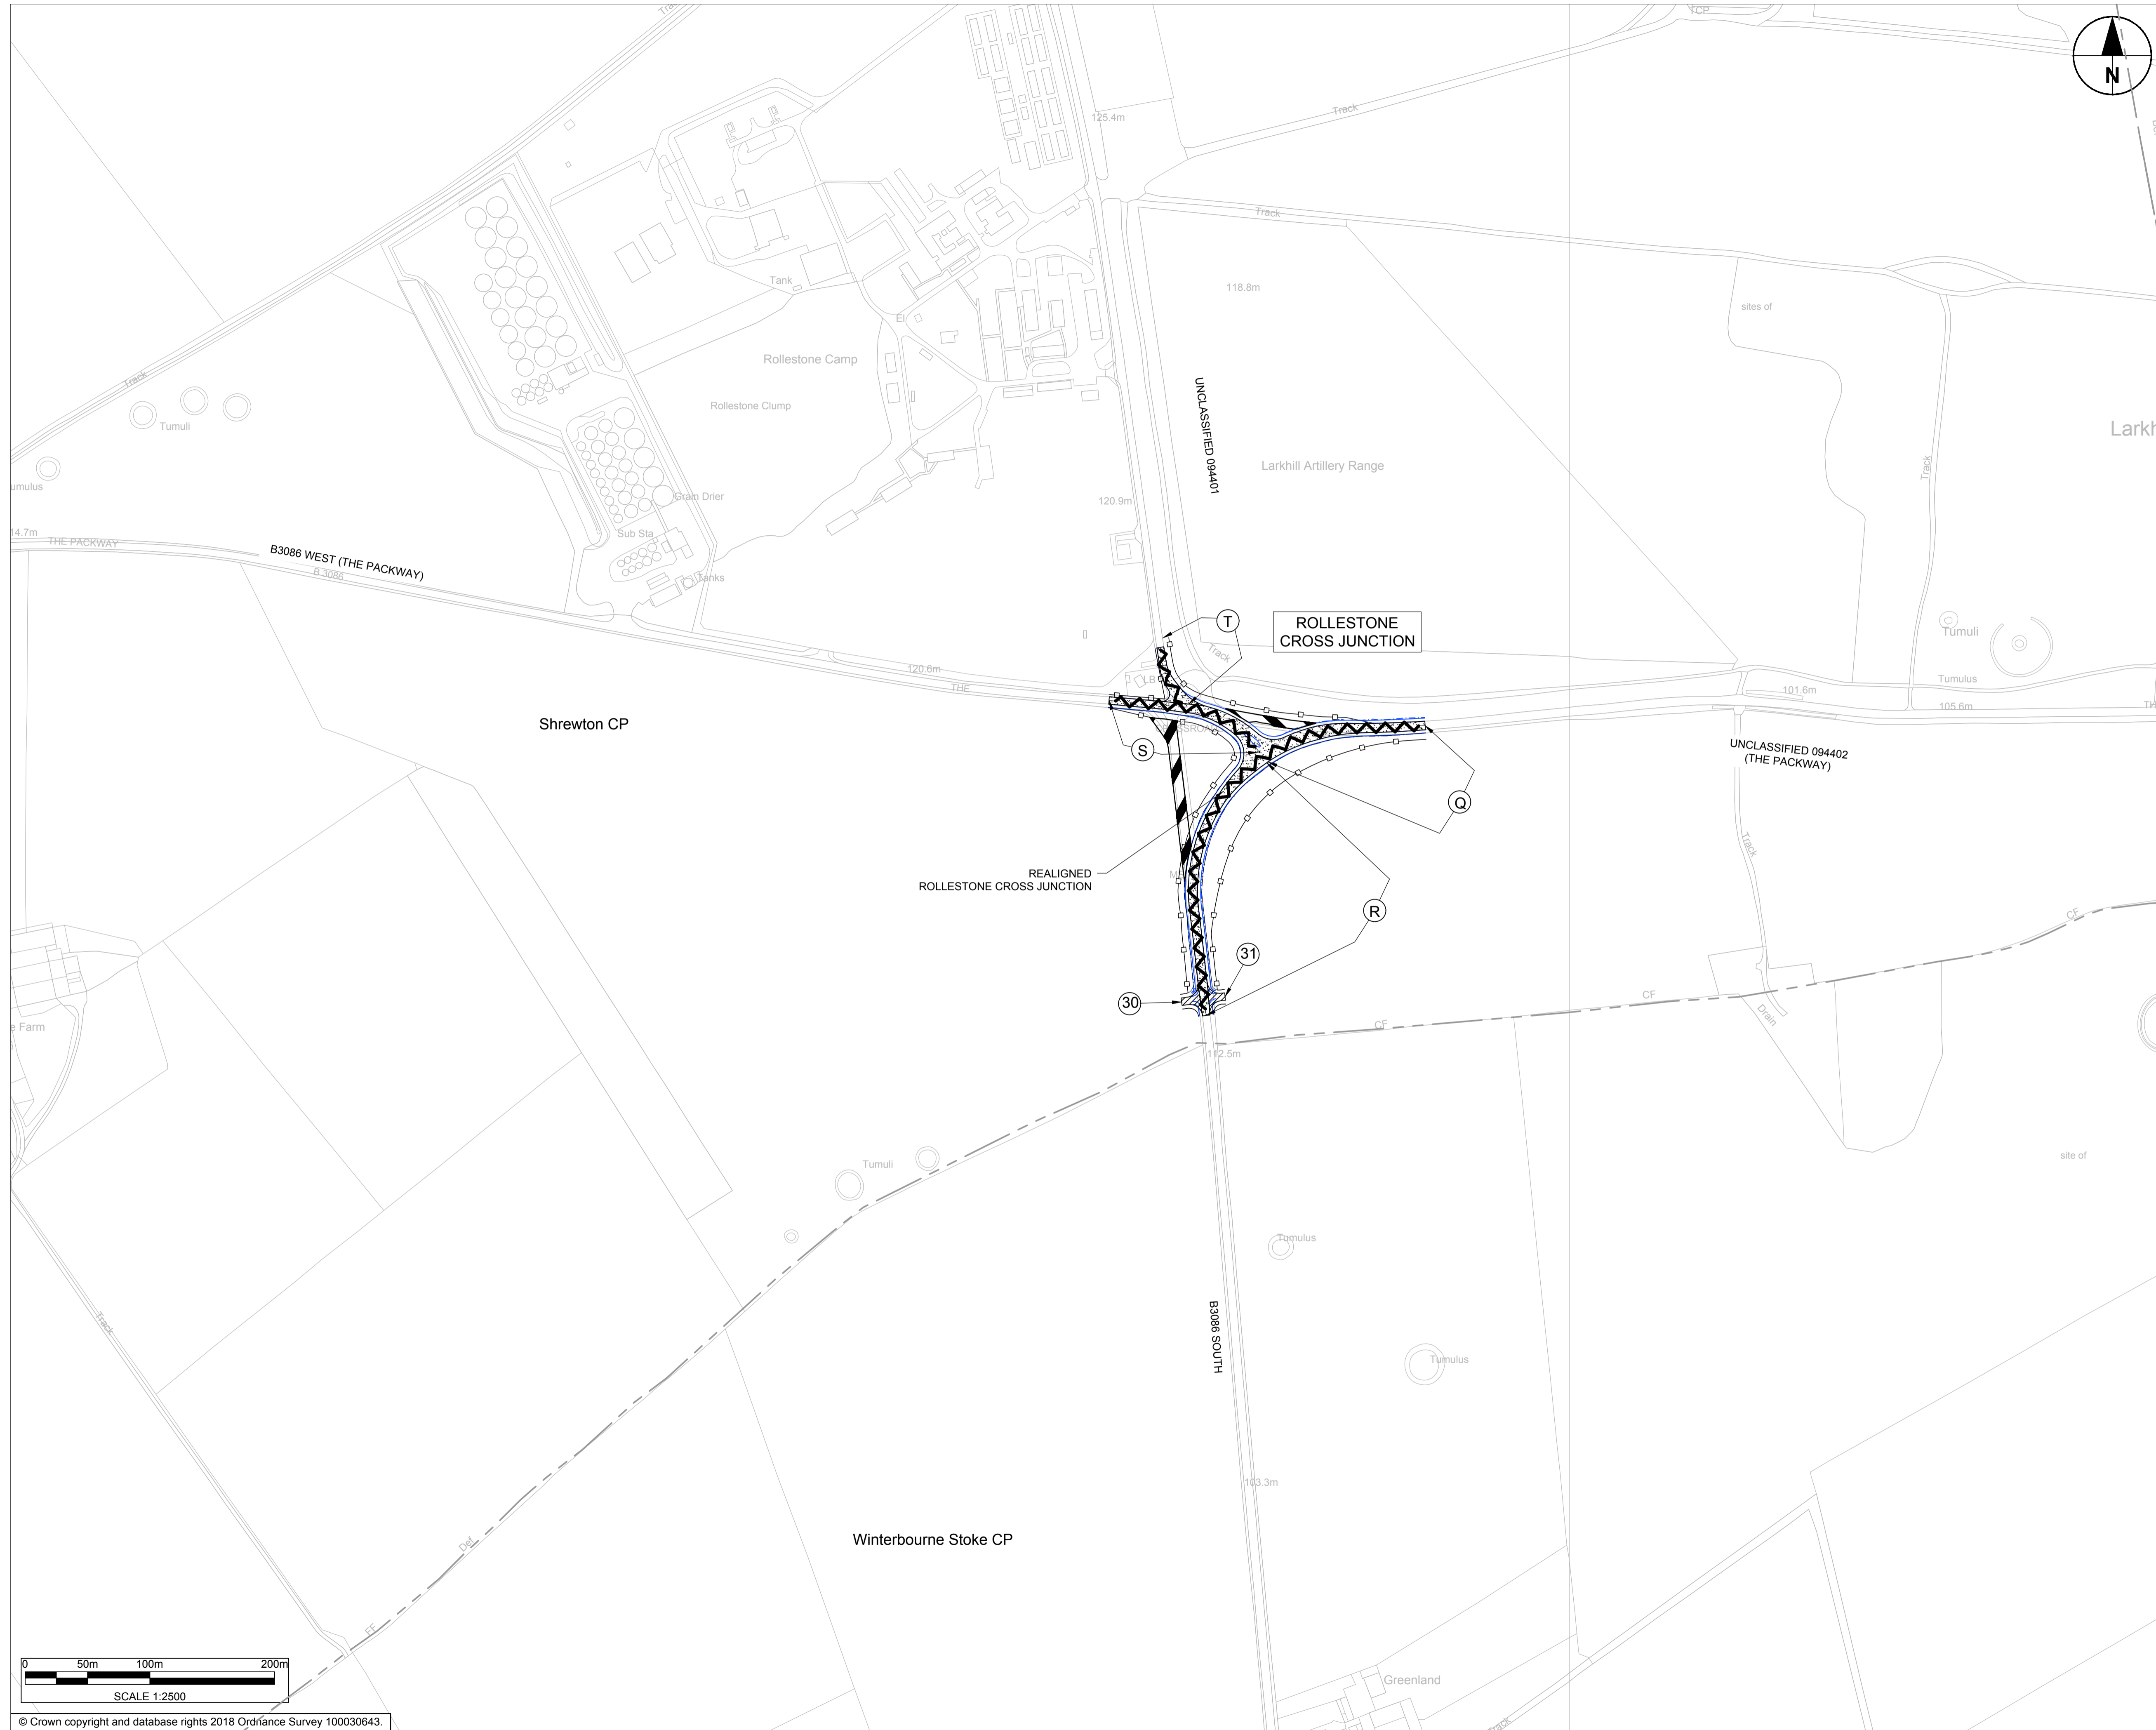 Track
TCP
N
125.4m
Track
Track
Tank
118.8m
sites of
El
Rollestone Camp
Track
Rollestone Clump
Tumuli
UNCLASSIFIED 094401
Larkhill Artillery Range
Track
umulus
Grain Drier
120.9m
14.7m
THE PACKWAY
Sub Sta
B3086 WEST (THE PACKWAY)
B 3086
Tanks
T
ROLLESTONE
CROSS JUNCTION
Tumuli
Track
120.6m
LB
THE
Tumulus
101.6m
105.6m
Shrewton CP
S
UNCLASSIFIED 094402
(THE PACKWAY)
Q
Track
REALIGNED
ROLLESTONE CROSS JUNCTION
R
CF
31
30
CF
CF
Drain
e Farm
112.5m
Tumuli
site of
Tumulus
Track
B3086 SOUTH
Tumulus
103.3m
Winterbourne Stoke CP
Def
FF
0 50m 100m 200m
SCALE 1:2500
Greenland
© Crown copyright and database rights 2018 Ordnance Survey 100030643.